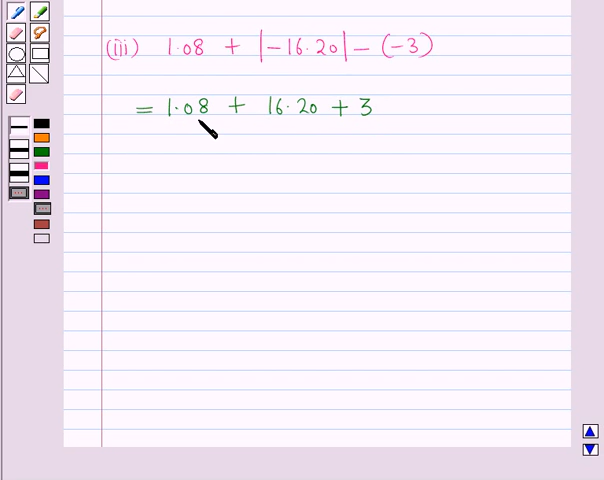 (iii) 1.08 + |-16.20| - (-3)
= 1.08 + 16.20 + 3